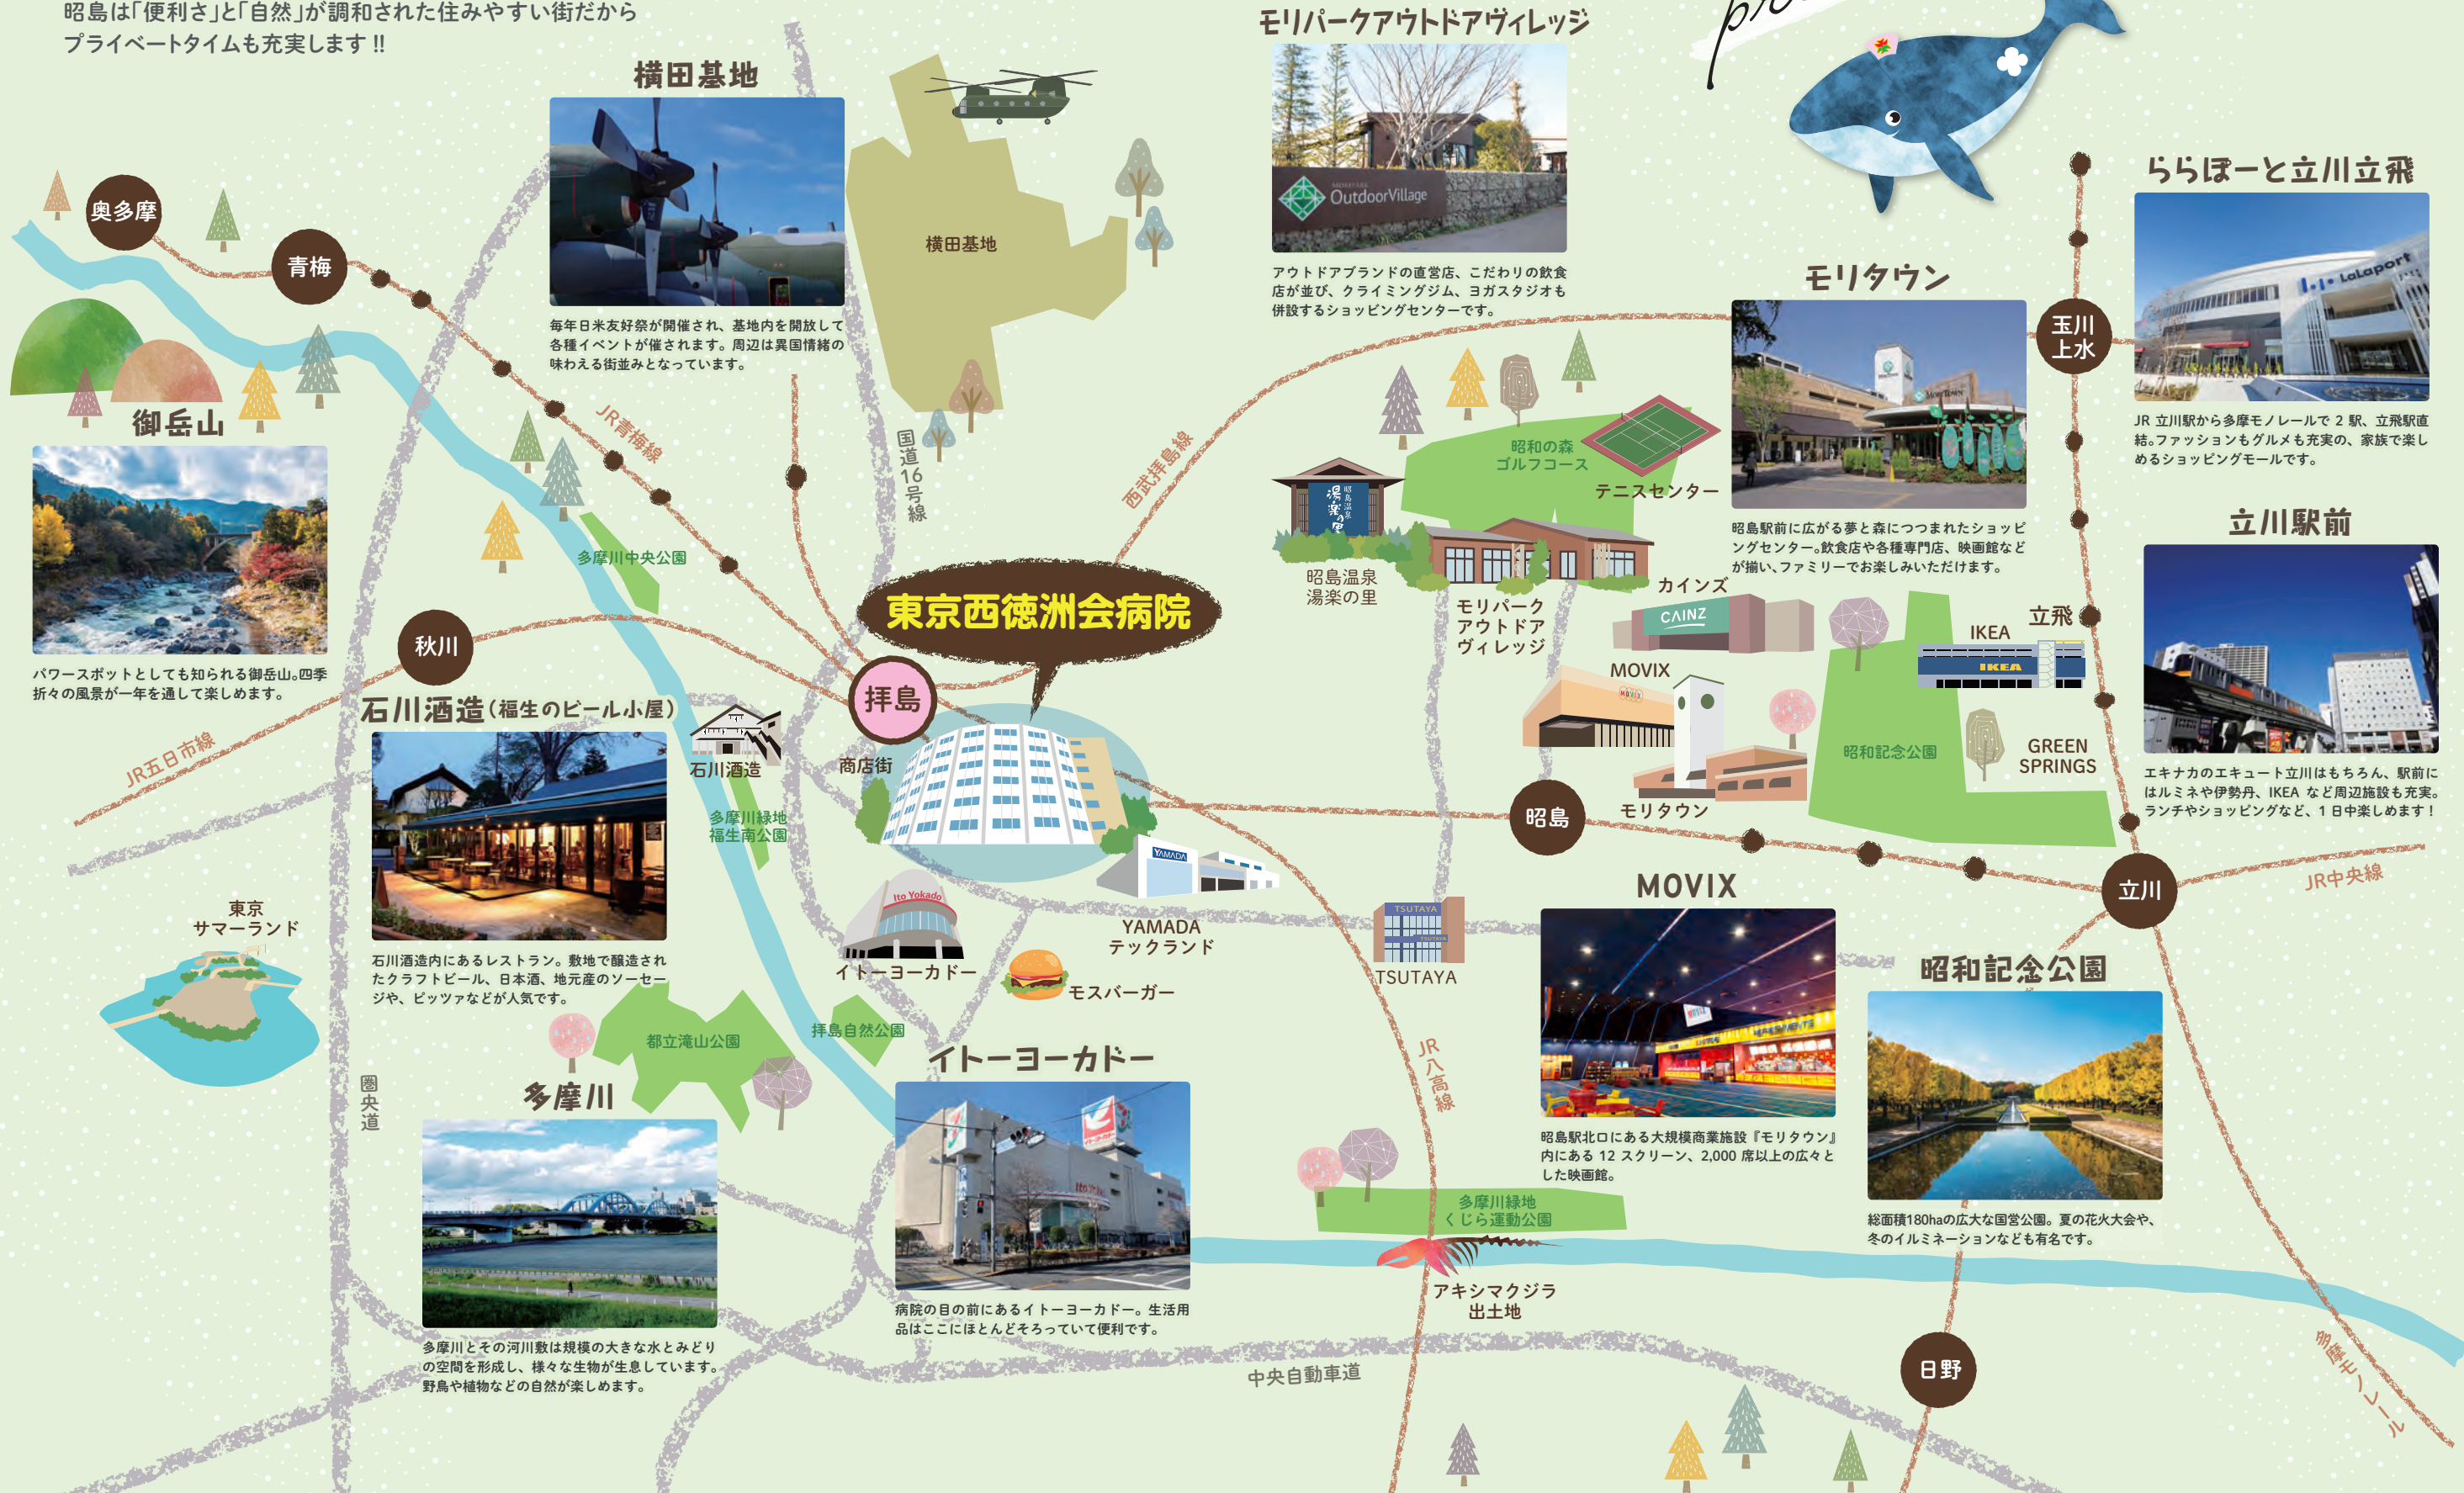 昭島は「便利さ」と「自然」が調和された住みやすい街だから
プライベートタイムも充実します!!
横田基地
毎年日米友好祭が開催され、基地内を開放して
各種イベントが催されます。周辺は異国情緒の
味わえる街並みとなっています。
横田基地
モリパークアウトドアヴィレッジ
OutdoorVillage
アウトドアブランドの直営店、こだわりの飲食
店が並び、クライミングジム、ヨガスタジオも
併設するショッピングセンターです。
ららぽーと立川立飛
LaLaport
JR 立川駅から多摩モノレールで 2 駅、立飛駅直
結。ファッションもグルメも充実の、家族で楽し
めるショッピングモールです。
モリタウン
昭島駅前に広がる夢と森につつまれたショッピ
ングセンター。飲食店や各種専門店、映画館など
が揃い、ファミリーでお楽しみいただけます。
玉川
上水
奥多摩
青梅
御岳山
パワースポットとしても知られる御岳山。四季
折々の風景が一年を通して楽しめます。
JR青梅線
国道16号線
西武拝島線
昭和の森
ゴルフコース
テニスセンター
昭島温泉
湯楽の里
昭島温泉
湯楽の里
モリパーク
アウトドア
ヴィレッジ
カインズ
CAINZ
立川駅前
エキナカのエキュート立川はもちろん、駅前に
はルミネや伊勢丹、IKEA など周辺施設も充実。
ランチやショッピングなど、1 日中楽しめます!
立飛
IKEA
IKEA
多摩川中央公園
東京西徳洲会病院
拝島
秋川
JR五日市線
石川酒造(福生のビール小屋)
石川酒造内にあるレストラン。敷地で醸造され
たクラフトビール、日本酒、地元産のソーセー
ジや、ピッツァなどが人気です。
石川酒造
商店街
多摩川緑地
福生南公園
MOVIX
MOVIX
モリタウン
昭和記念公園
GREEN
SPRINGS
昭島
立川
JR中央線
YAMADA
YAMADA
テックランド
Ito Yokado
イトーヨーカドー
モスバーガー
TSUTAYA
TSUTAYA
TSUTAYA
MOVIX
昭島駅北口にある大規模商業施設『モリタウン』
内にある 12 スクリーン、2,000 席以上の広々と
した映画館。
昭和記念公園
総面積180haの広大な国営公園。夏の花火大会や、
冬のイルミネーションなども有名です。
東京
サマーランド
圏央道
都立滝山公園
拝島自然公園
多摩川
多摩川とその河川敷は規模の大きな水とみどり
の空間を形成し、様々な生物が生息しています。
野鳥や植物などの自然が楽しめます。
イトーヨーカドー
病院の目の前にあるイトーヨーカドー。生活用
品はここにほとんどそろっていて便利です。
JR八高線
多摩川緑地
くじら運動公園
アキシマクジラ
出土地
中央自動車道
日野
多摩モノレール